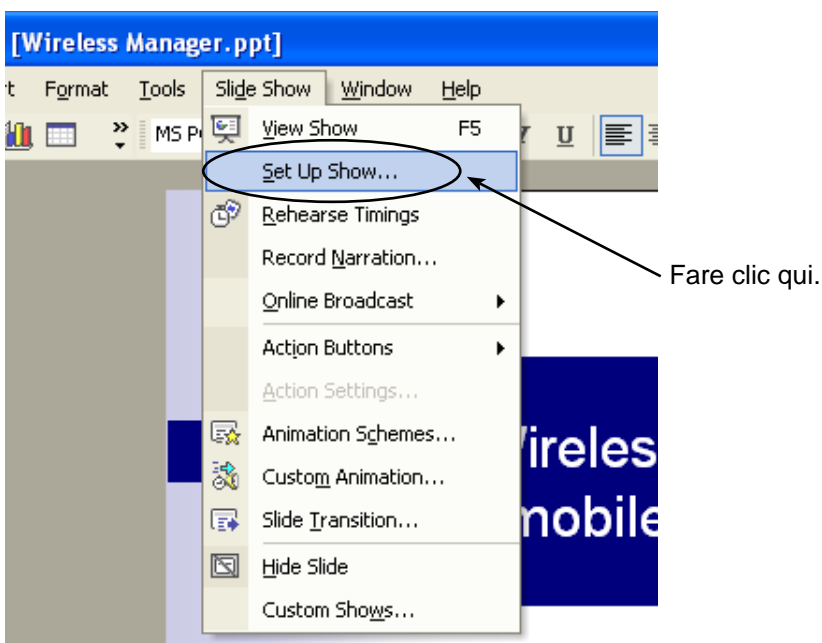 [Wireless Manager.ppt]
t Format Tools Slide Show Window Help
MS P U
View Show F5
Set Up Show...
Rehearse Timings
Record Narration...
Fare clic qui.
Online Broadcast
Action Buttons
Action Settings...
Animation Schemes...
ireles
Custom Animation...
Slide Transition...
mobile
Hide Slide
Custom Shows...